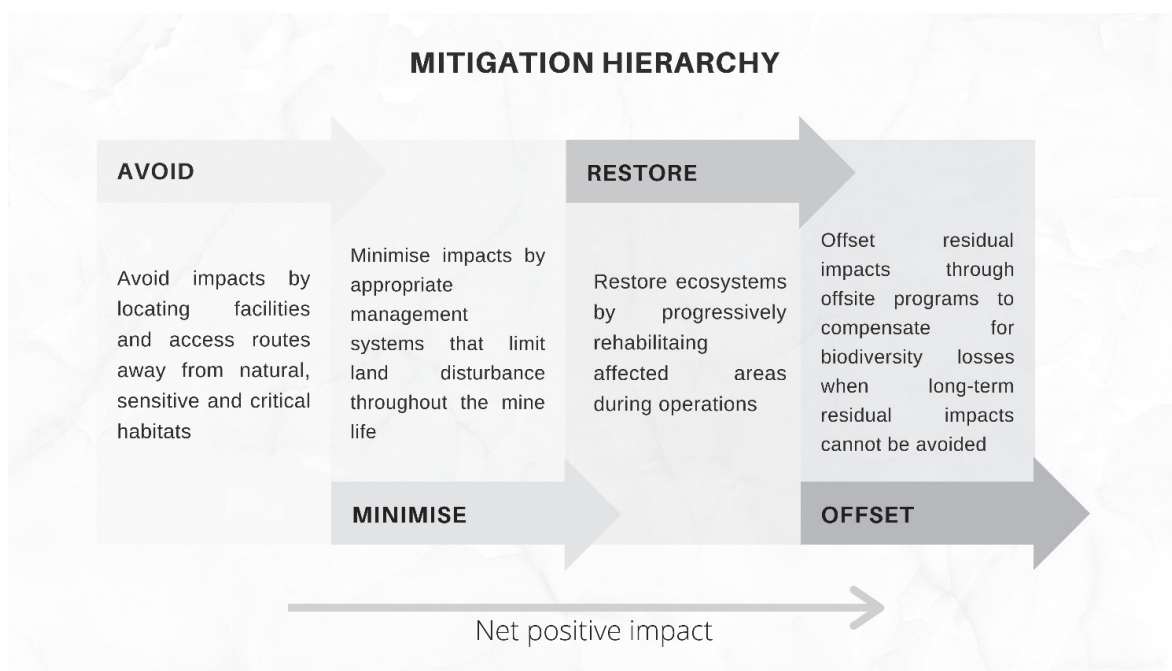 MITIGATION HIERARCHY
AVOID
Avoid impacts by
locating facilities
and access routes
away from natural,
sensitive and critical
habitats
Minimise impacts by
appropriate
management
systems that limit
land disturbance
throughout the mine
life
MINIMISE
RESTORE
Restore ecosystems
by progressively
rehabilitaing
affected areas
during operations
Offset residual
impacts through
offsite programs to
compensate for
biodiversity losses
when long-term
residual impacts
cannot be avoided
OFFSET
Net positive impact